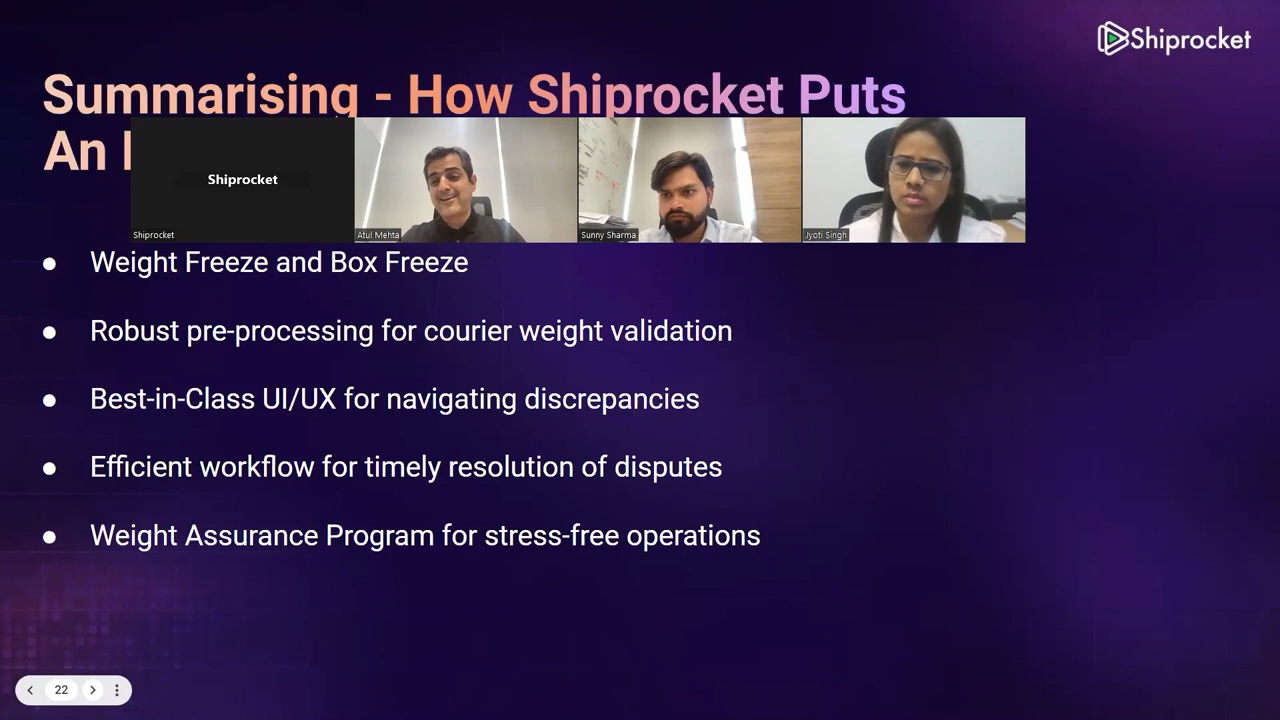 Shiprocket
Summarising - How Shiprocket Puts
An
Shiprocket
Shiprocket
Atul Mehta
Sunny Sharma
Jyoti Singh
● Weight Freeze and Box Freeze
● Robust pre-processing for courier weight validation
● Best-in-Class UI/UX for navigating discrepancies
● Efficient workflow for timely resolution of disputes
● Weight Assurance Program for stress-free operations
22